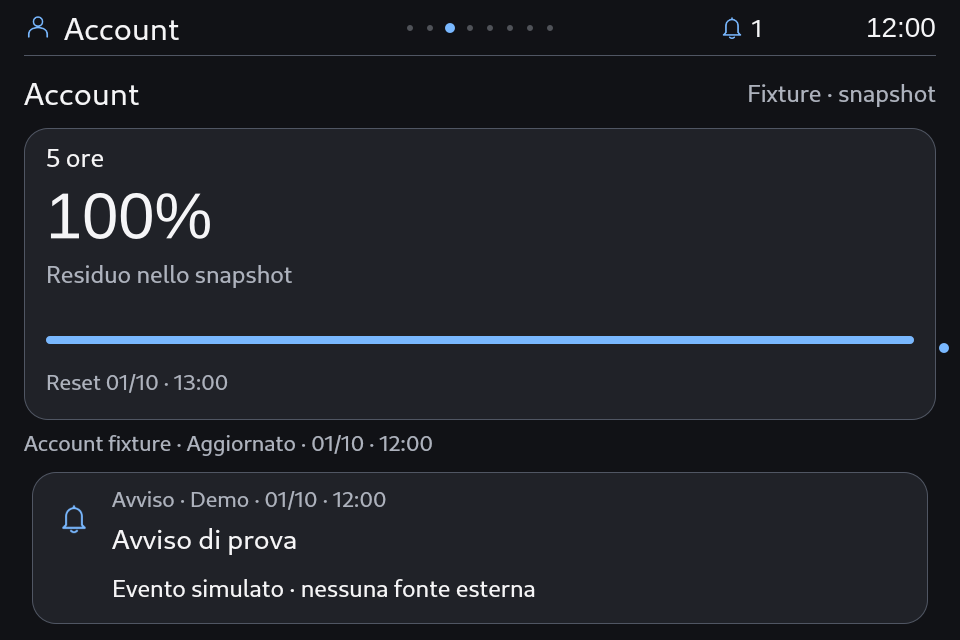 Account
1
12:00
Account
Fixture · snapshot
5 ore
100%
Residuo nello snapshot
Reset 01/10 · 13:00
Account fixture · Aggiornato · 01/10 · 12:00
Avviso · Demo · 01/10 · 12:00
Avviso di prova
Evento simulato · nessuna fonte esterna